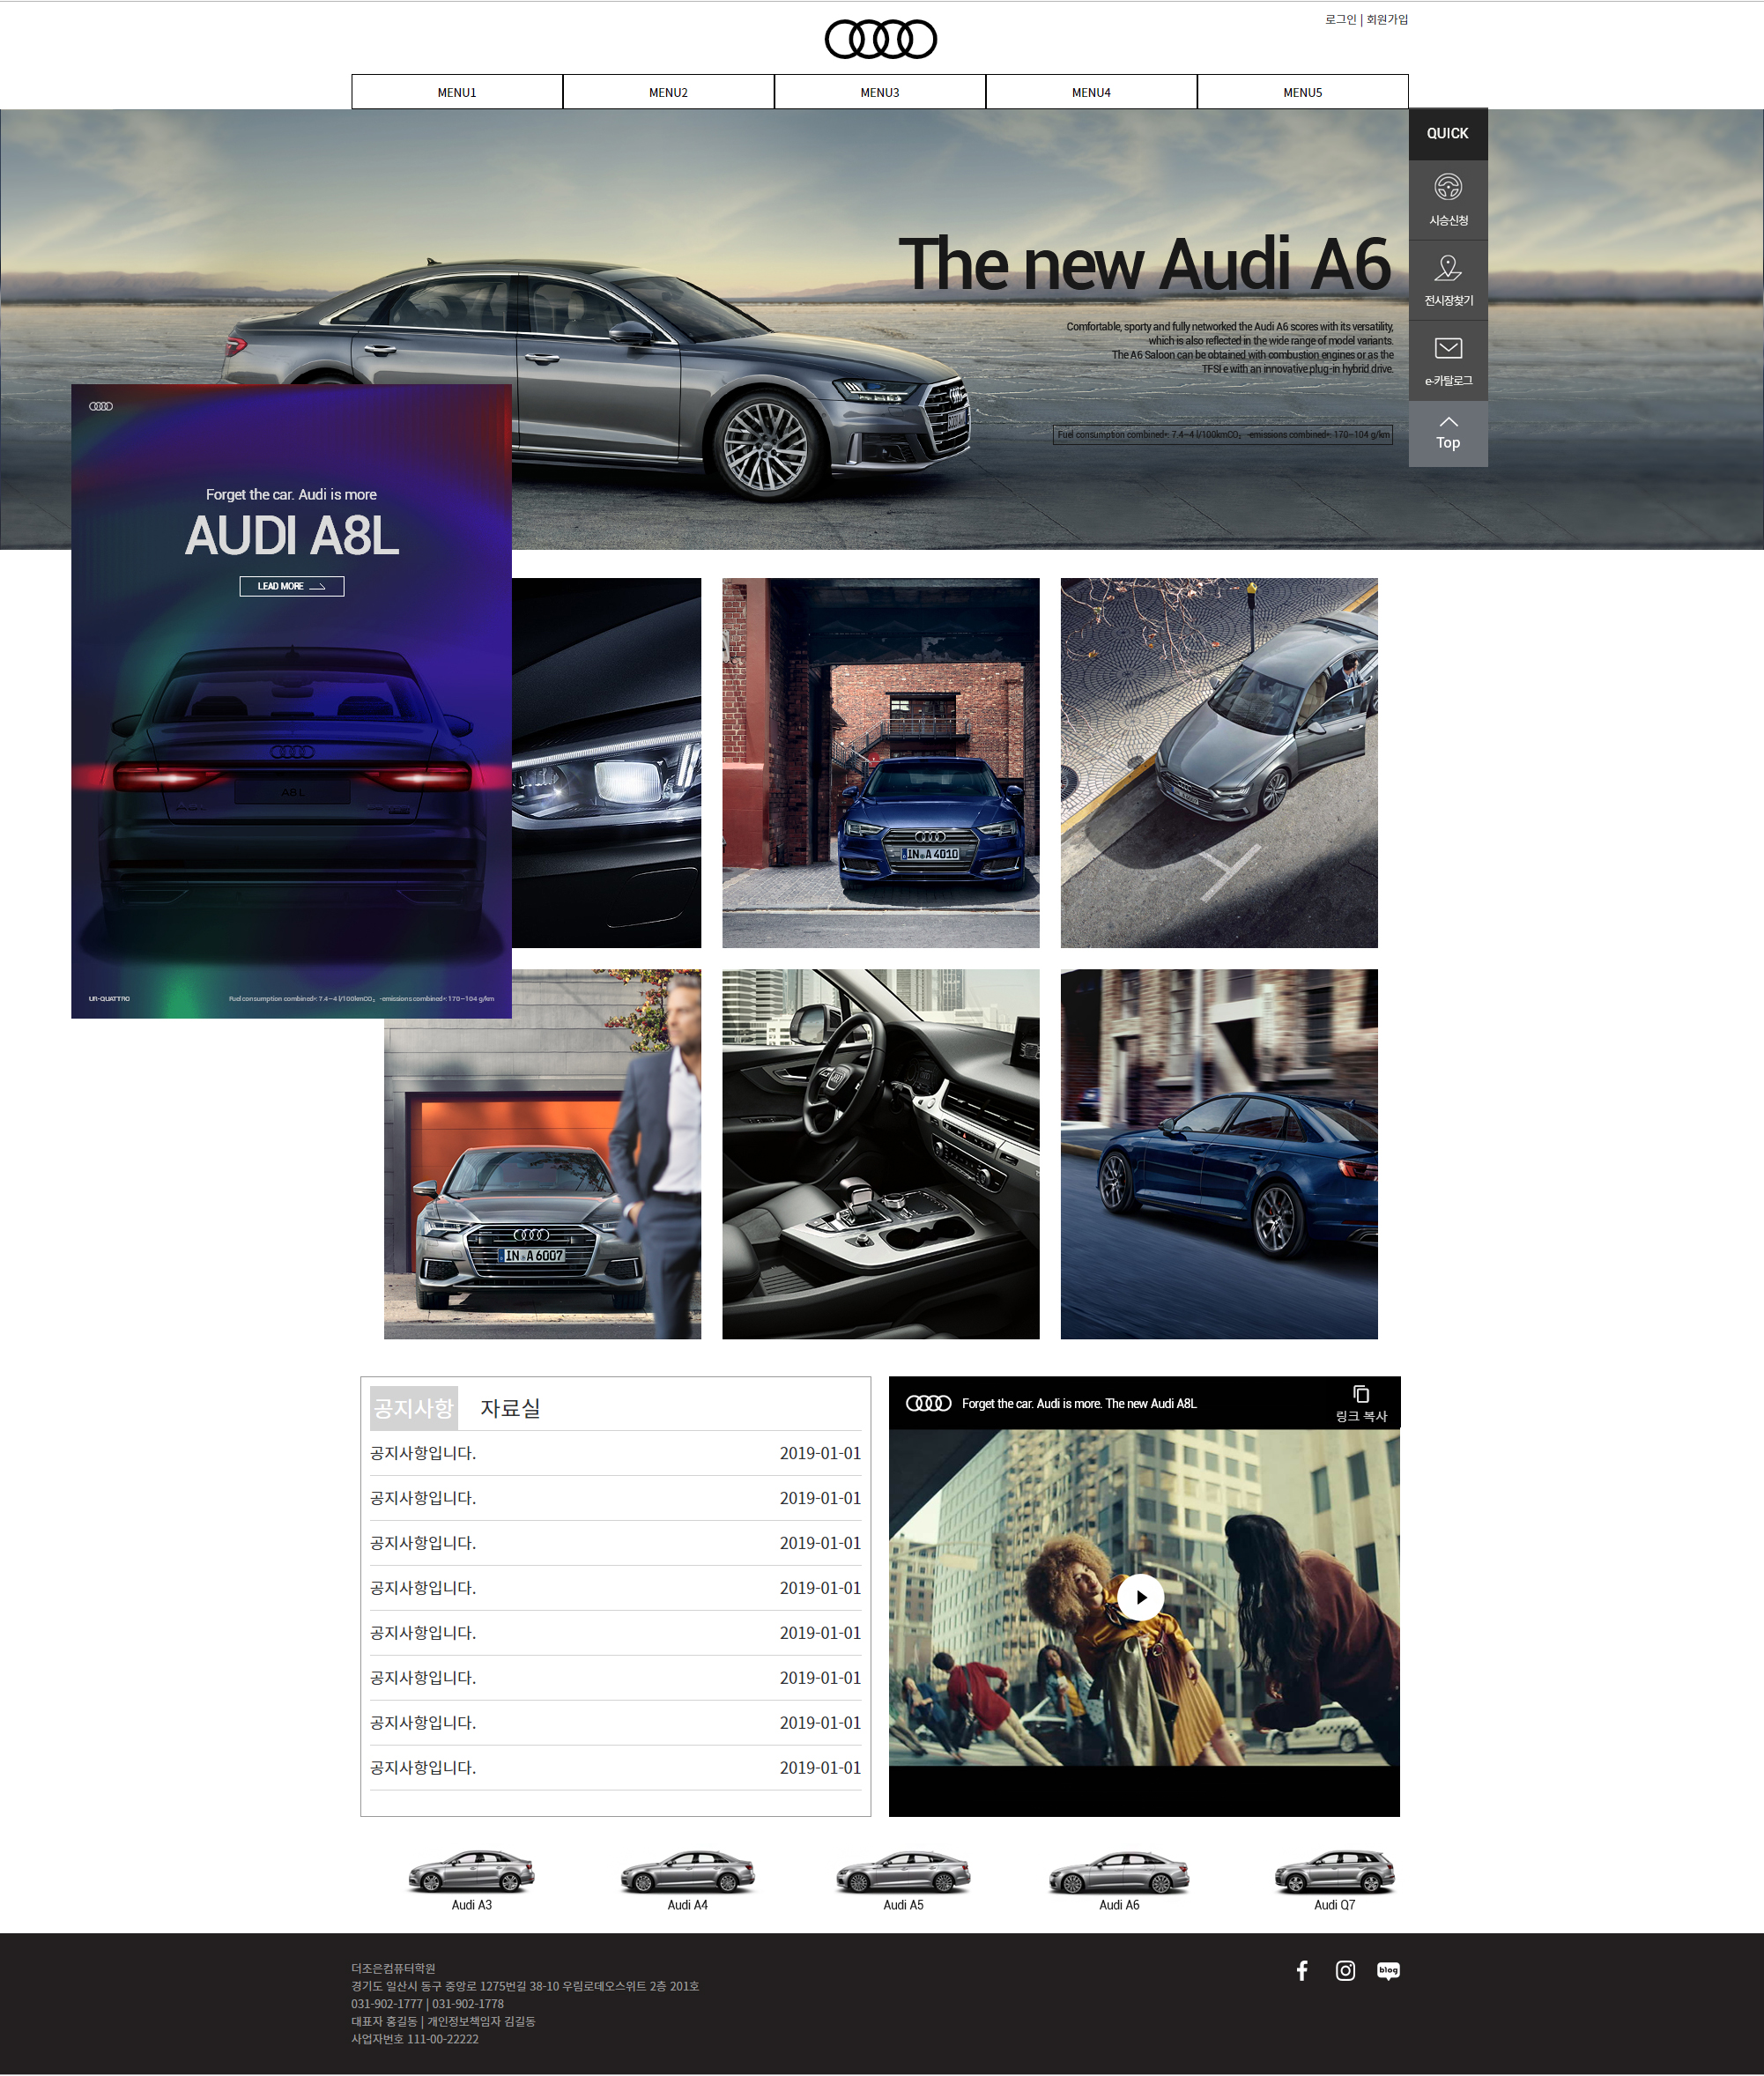 로그인 | 회원가입
MENU1
MENU2
MENU3
MENU4
MENU5
QUICK
시승신청
전시장찾기
e-카탈로그
Top
The new Audi A6
Comfortable, sporty and fully networked the Audi A6 scores with its versatility,
which is also reflected in the wide range of model variants.
The A6 Saloon can be obtained with combustion engines or as the
TFSI e with an innovative plug-in hybrid drive.
Fuel consumption combined*: 7.4–4 l/100kmCO₂ -emissions combined*: 170–104 g/km
Forget the car. Audi is more
AUDI A8L
LEAD MORE
A8L
UR-QUATTRO
Fuel consumption combined*: 7.4–4 l/100kmCO₂ -emissions combined*: 170–104 g/km
IN A 4010
IN A 6007
공지사항
자료실
공지사항입니다. 2019-01-01
공지사항입니다. 2019-01-01
공지사항입니다. 2019-01-01
공지사항입니다. 2019-01-01
공지사항입니다. 2019-01-01
공지사항입니다. 2019-01-01
공지사항입니다. 2019-01-01
공지사항입니다. 2019-01-01
Forget the car. Audi is more. The new Audi A8L
링크 복사
Audi A3
Audi A4
Audi A5
Audi A6
Audi Q7
더조은컴퓨터학원
경기도 일산시 동구 중앙로 1275번길 38-10 우림로데오스위트 2층 201호
031-902-1777 | 031-902-1778
대표자 홍길동 | 개인정보책임자 김길동
사업자번호 111-00-22222
blog